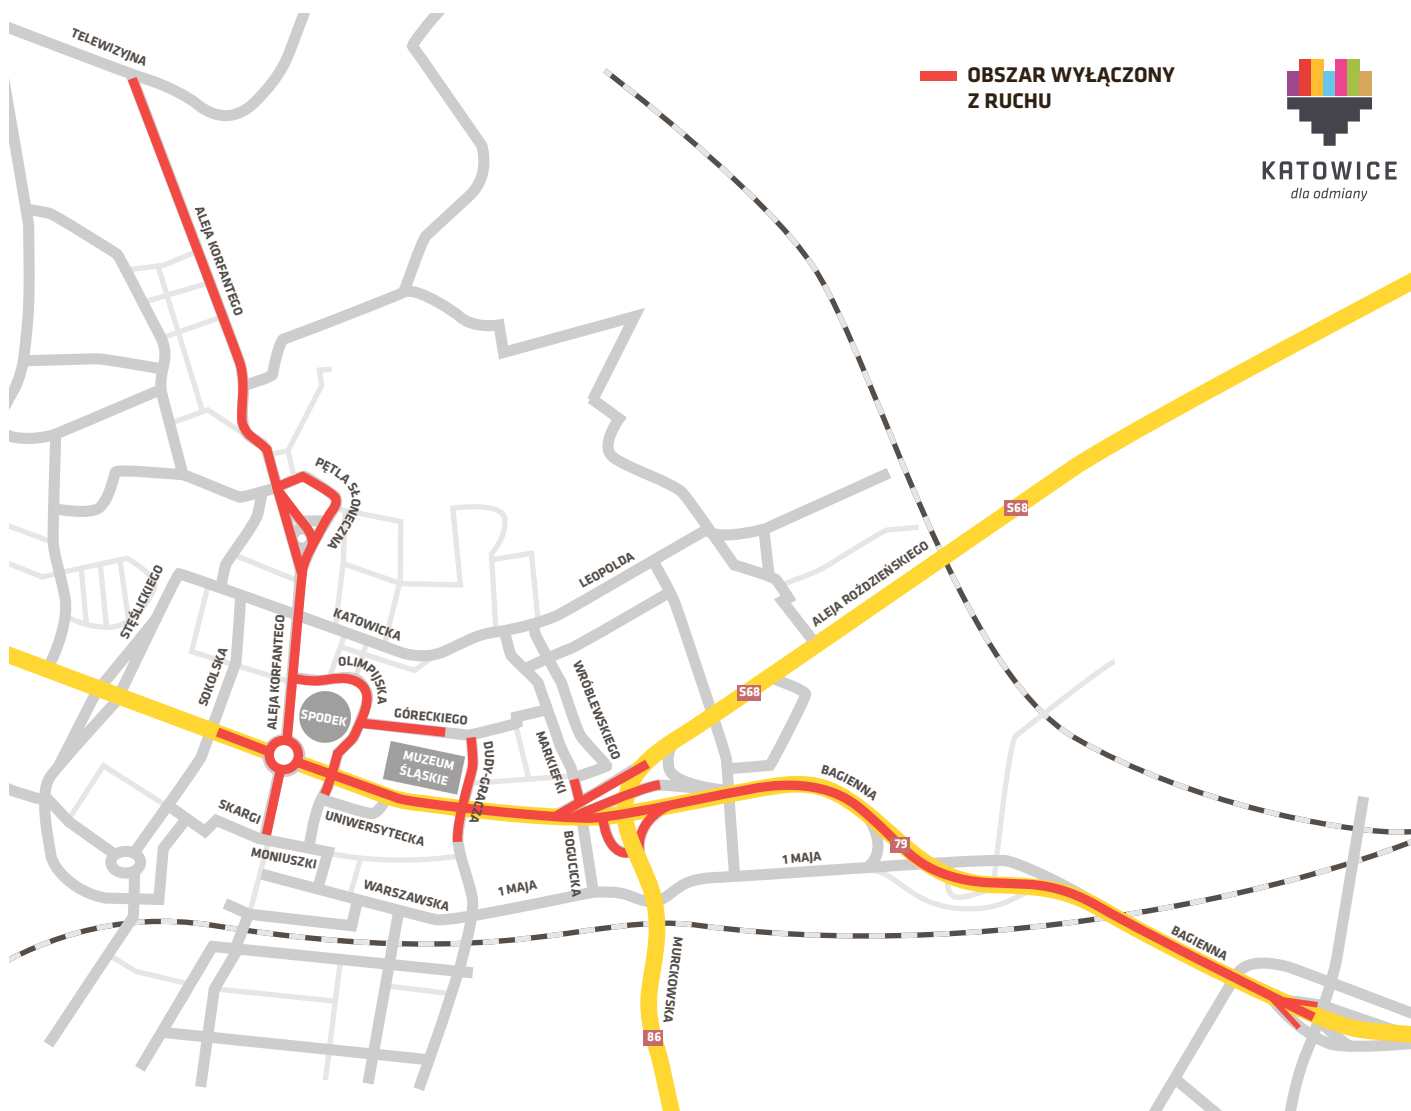 TELEWIZYJNA
OBSZAR WYŁĄCZONY
Z RUCHU
KATOWICE
dla odmiany
ALEJA KORFANTEGO
PĘTLA SŁONECZNA
S68
ALEJA ROŹDZIEŃSKIEGO
LEOPOLDA
STĘŚLICKIEGO
KATOWICKA
ALEJA KORFANTEGO
SOKOLSKA
OLIMPIJSKA
WRÓBLEWSKIEGO
S68
SPODEK
GÓRECKIEGO
MUZEUM
ŚLĄSKIE
DUDY-GRACZA
MARKIEFKI
BAGIENNA
SKARGI
UNIWERSYTECKA
79
MONIUSZKI
BOGUCICKA
1 MAJA
WARSZAWSKA
1 MAJA
MURCKOWSKA
BAGIENNA
86